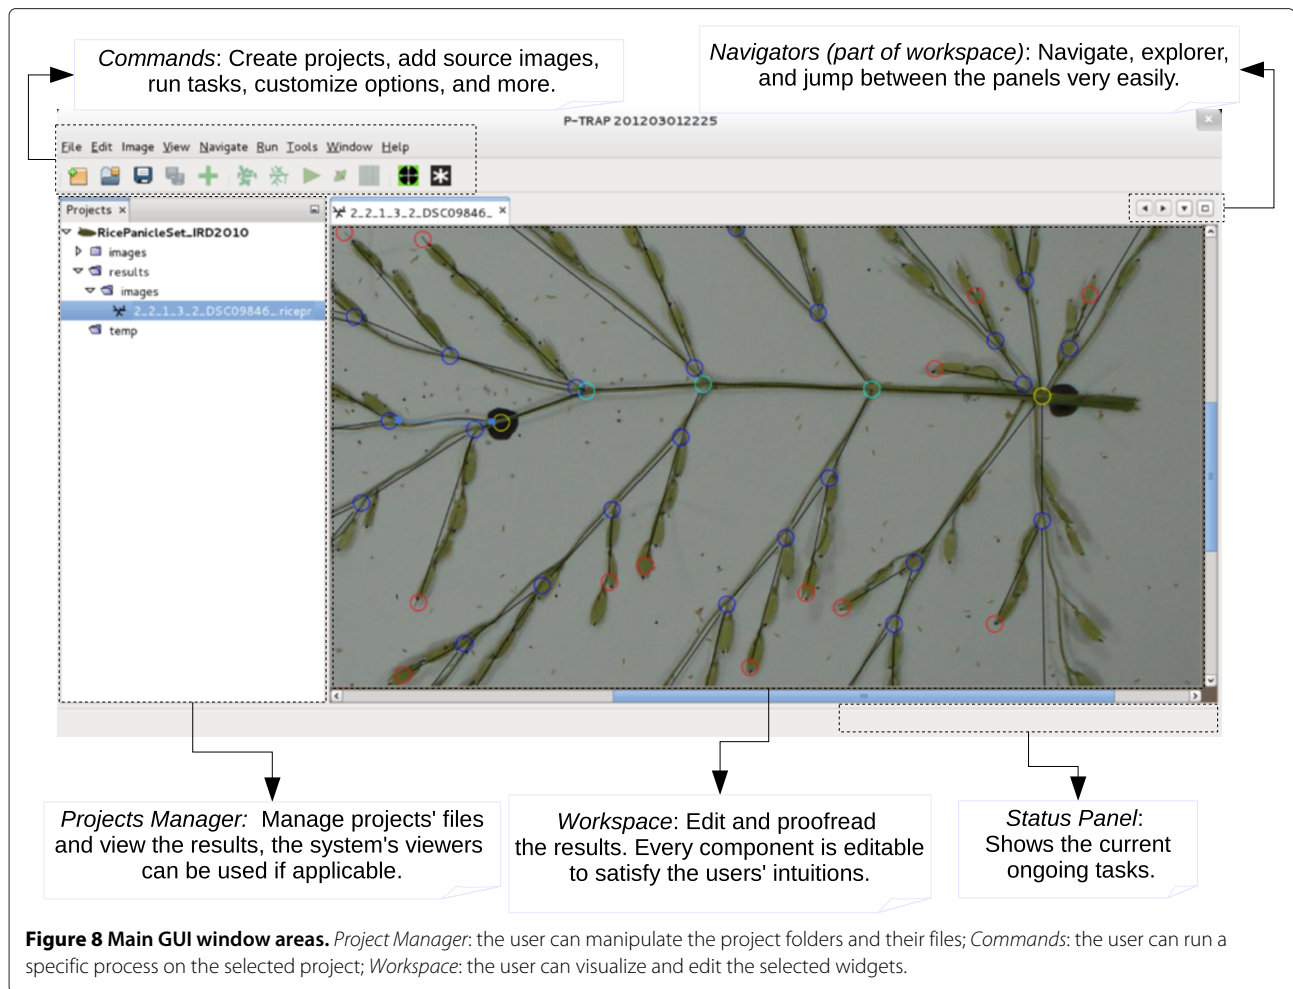 Commands: Create projects, add source images,
run tasks, customize options, and more.
Navigators (part of workspace): Navigate, explorer,
and jump between the panels very easily.
P-TRAP 201203012225
File Edit Image View Navigate Run Tools Window Help
Projects
2_2_1_3_2_DSC09846_
RicePanicleSet_IRD2010
images
results
images
2_2_1_3_2_DSC09846_.ricepr
temp
Projects Manager: Manage projects' files
and view the results, the system's viewers
can be used if applicable.
Workspace: Edit and proofread
the results. Every component is editable
to satisfy the users' intuitions.
Status Panel:
Shows the current
ongoing tasks.
Figure 8 Main GUI window areas. Project Manager: the user can manipulate the project folders and their files; Commands: the user can run a
specific process on the selected project; Workspace: the user can visualize and edit the selected widgets.